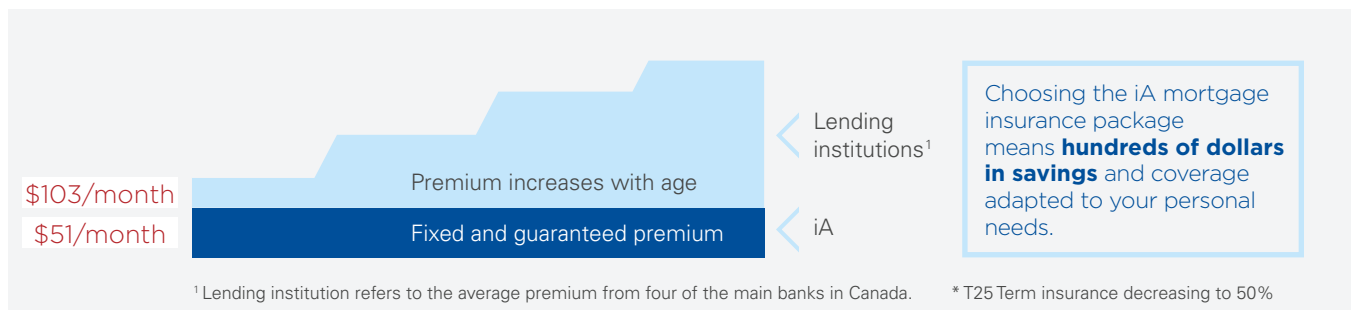 Choosing the iA mortgage
insurance package
means hundreds of dollars
in savings and coverage
adapted to your personal
needs.
Lending
institutions¹
Premium increases with age
$103/month
$51/month
Fixed and guaranteed premium
iA
¹ Lending institution refers to the average premium from four of the main banks in Canada.
* T25 Term insurance decreasing to 50%